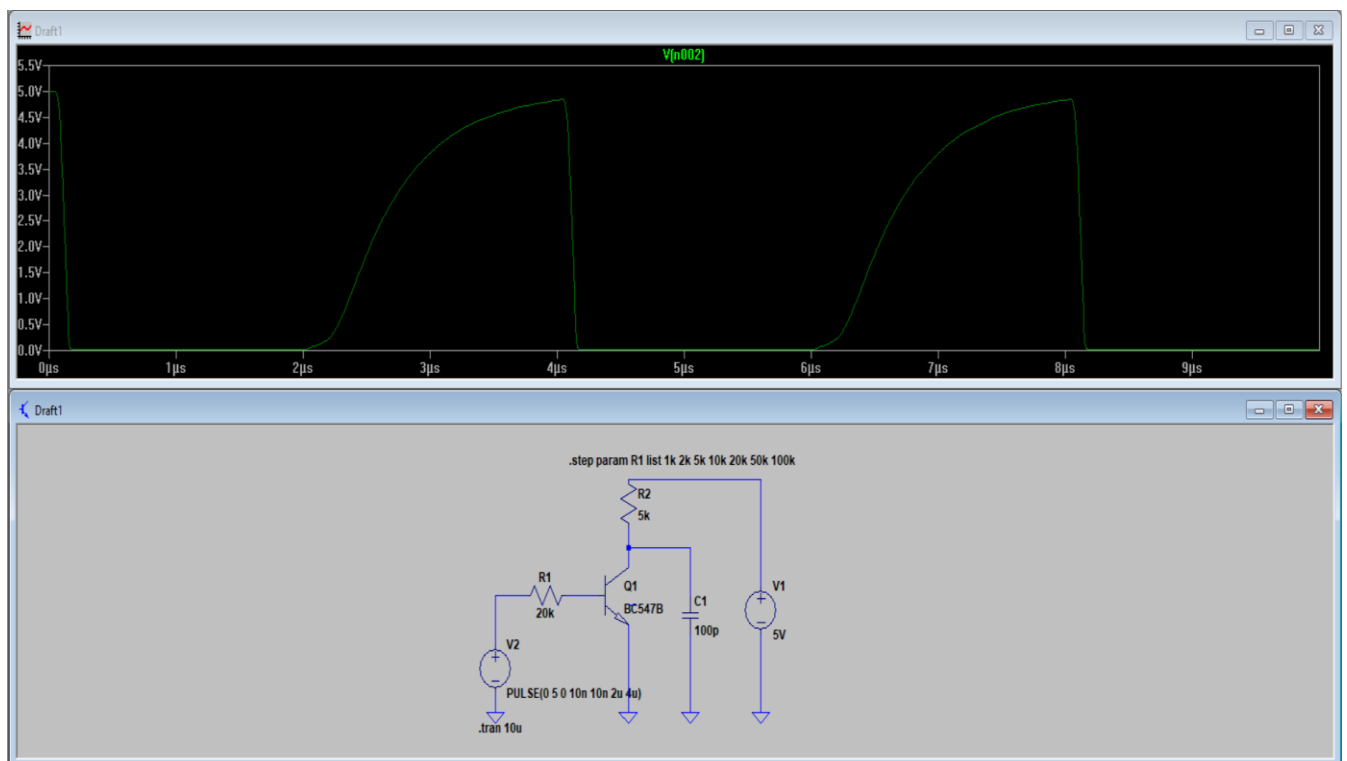 Draft1
V(n002)
5.5V
5.0V
4.5V
4.0V
3.5V
3.0V
2.5V
2.0V
1.5V
1.0V
0.5V
0.0V
0µs 1µs 2µs 3µs 4µs 5µs 6µs 7µs 8µs 9µs
Draft1
.step param R1 list 1k 2k 5k 10k 20k 50k 100k
R2
5k
R1
20k
Q1
BC547B
C1
100p
V1
5V
V2
PULSE(0 5 0 10n 10n 2u 4u)
.tran 10u